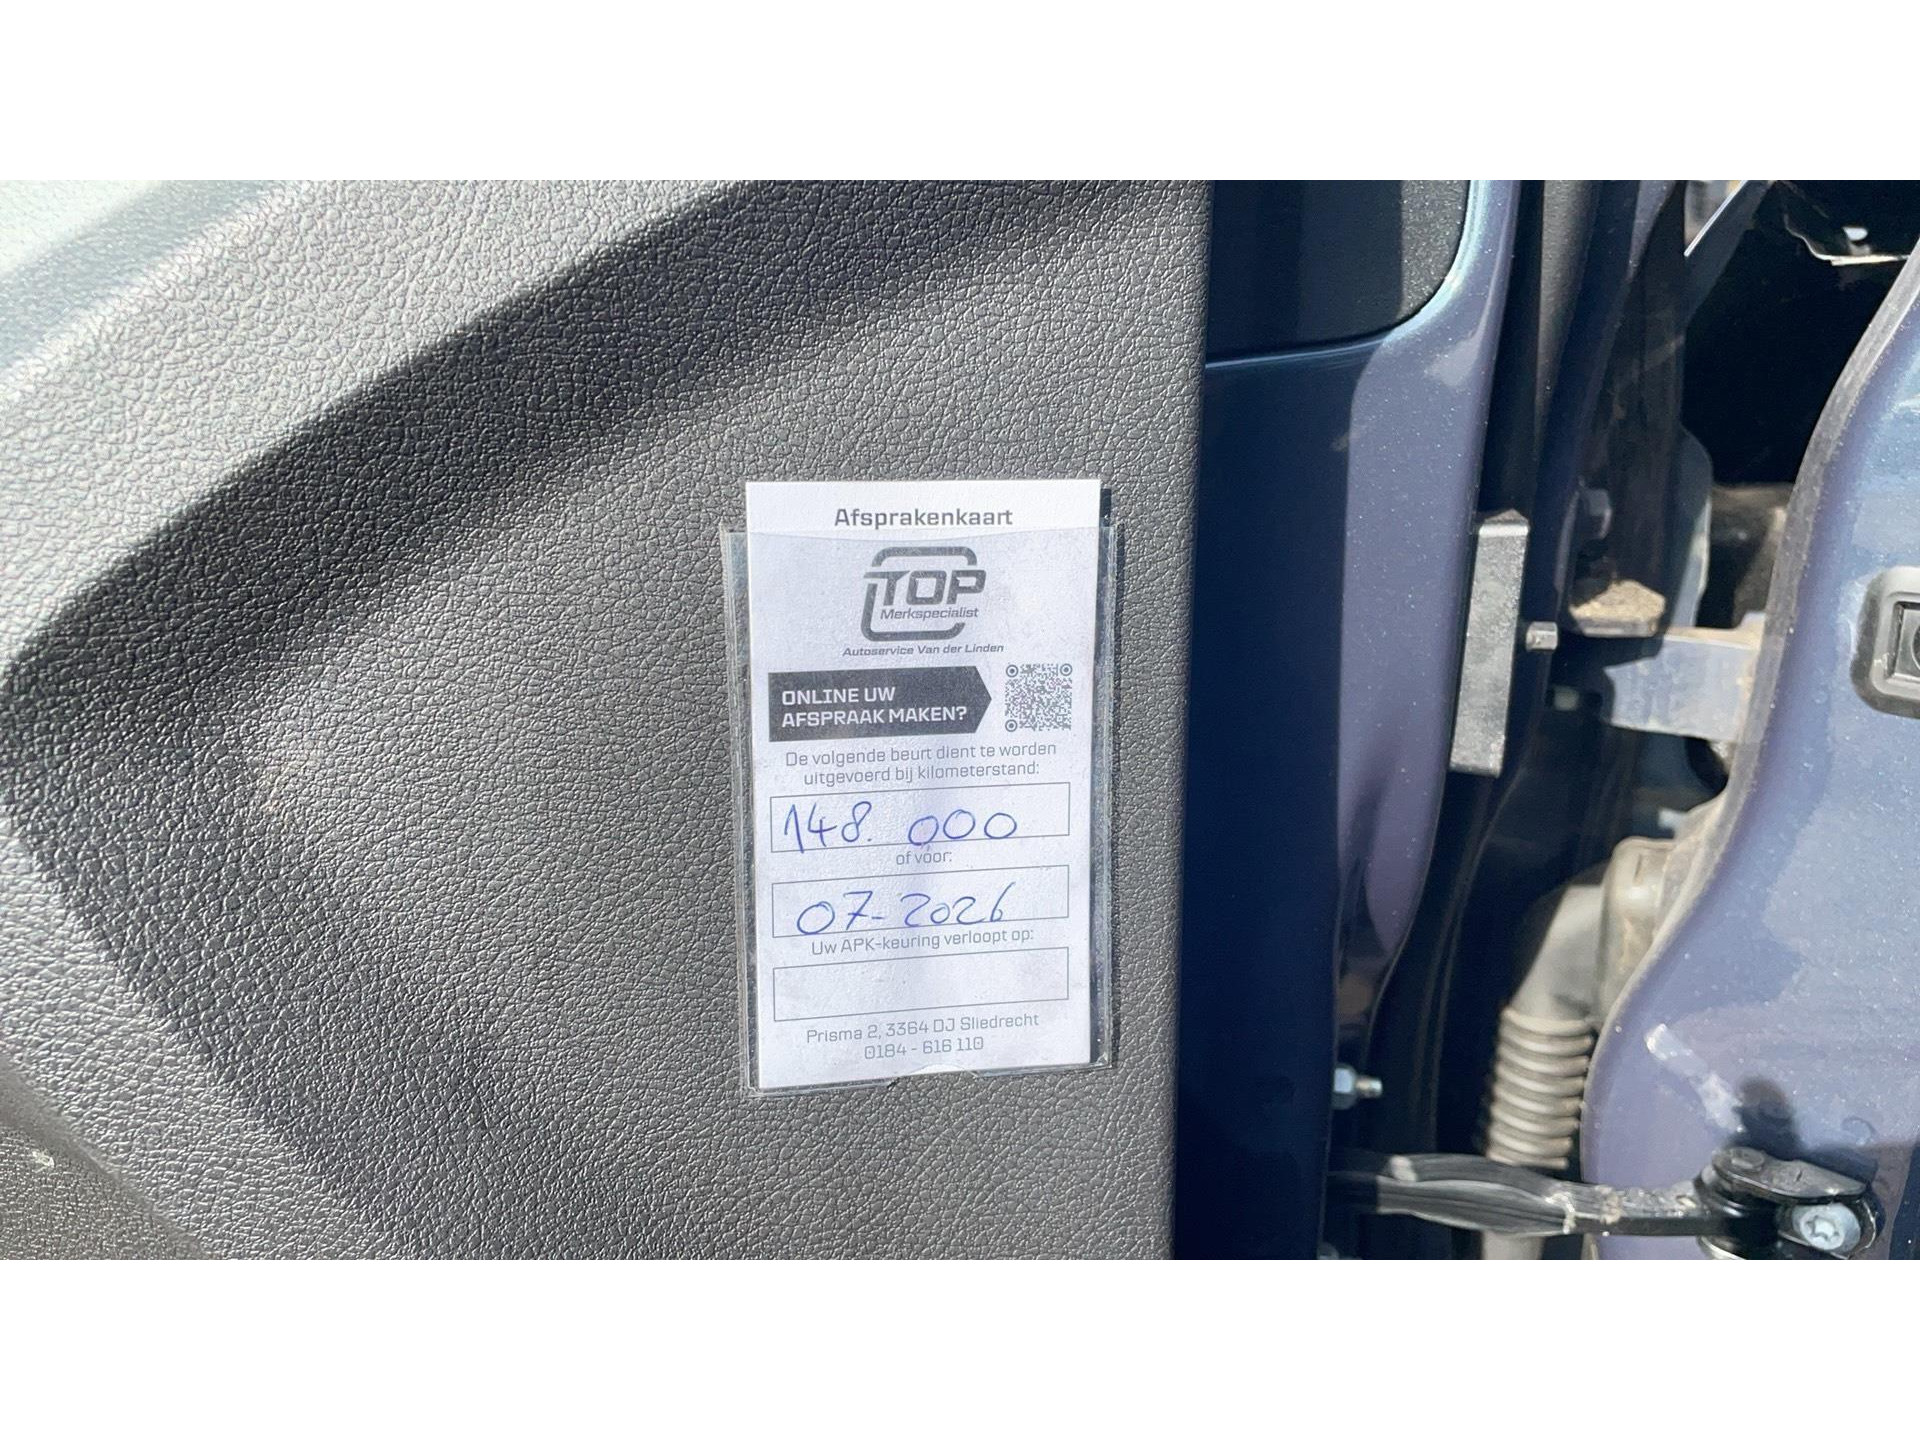 Afsprakenkaart
TOP
Merkspecialist
Autoservice Van der Linden
ONLINE UW
AFSPRAAK MAKEN?
De volgende beurt dient te worden
uitgevoerd bij kilometerstand:
148.000
of vóór:
07-2026
Uw APK-keuring verloopt op:
Prisma 2, 3364 DJ Sliedrecht
0184 - 616 110